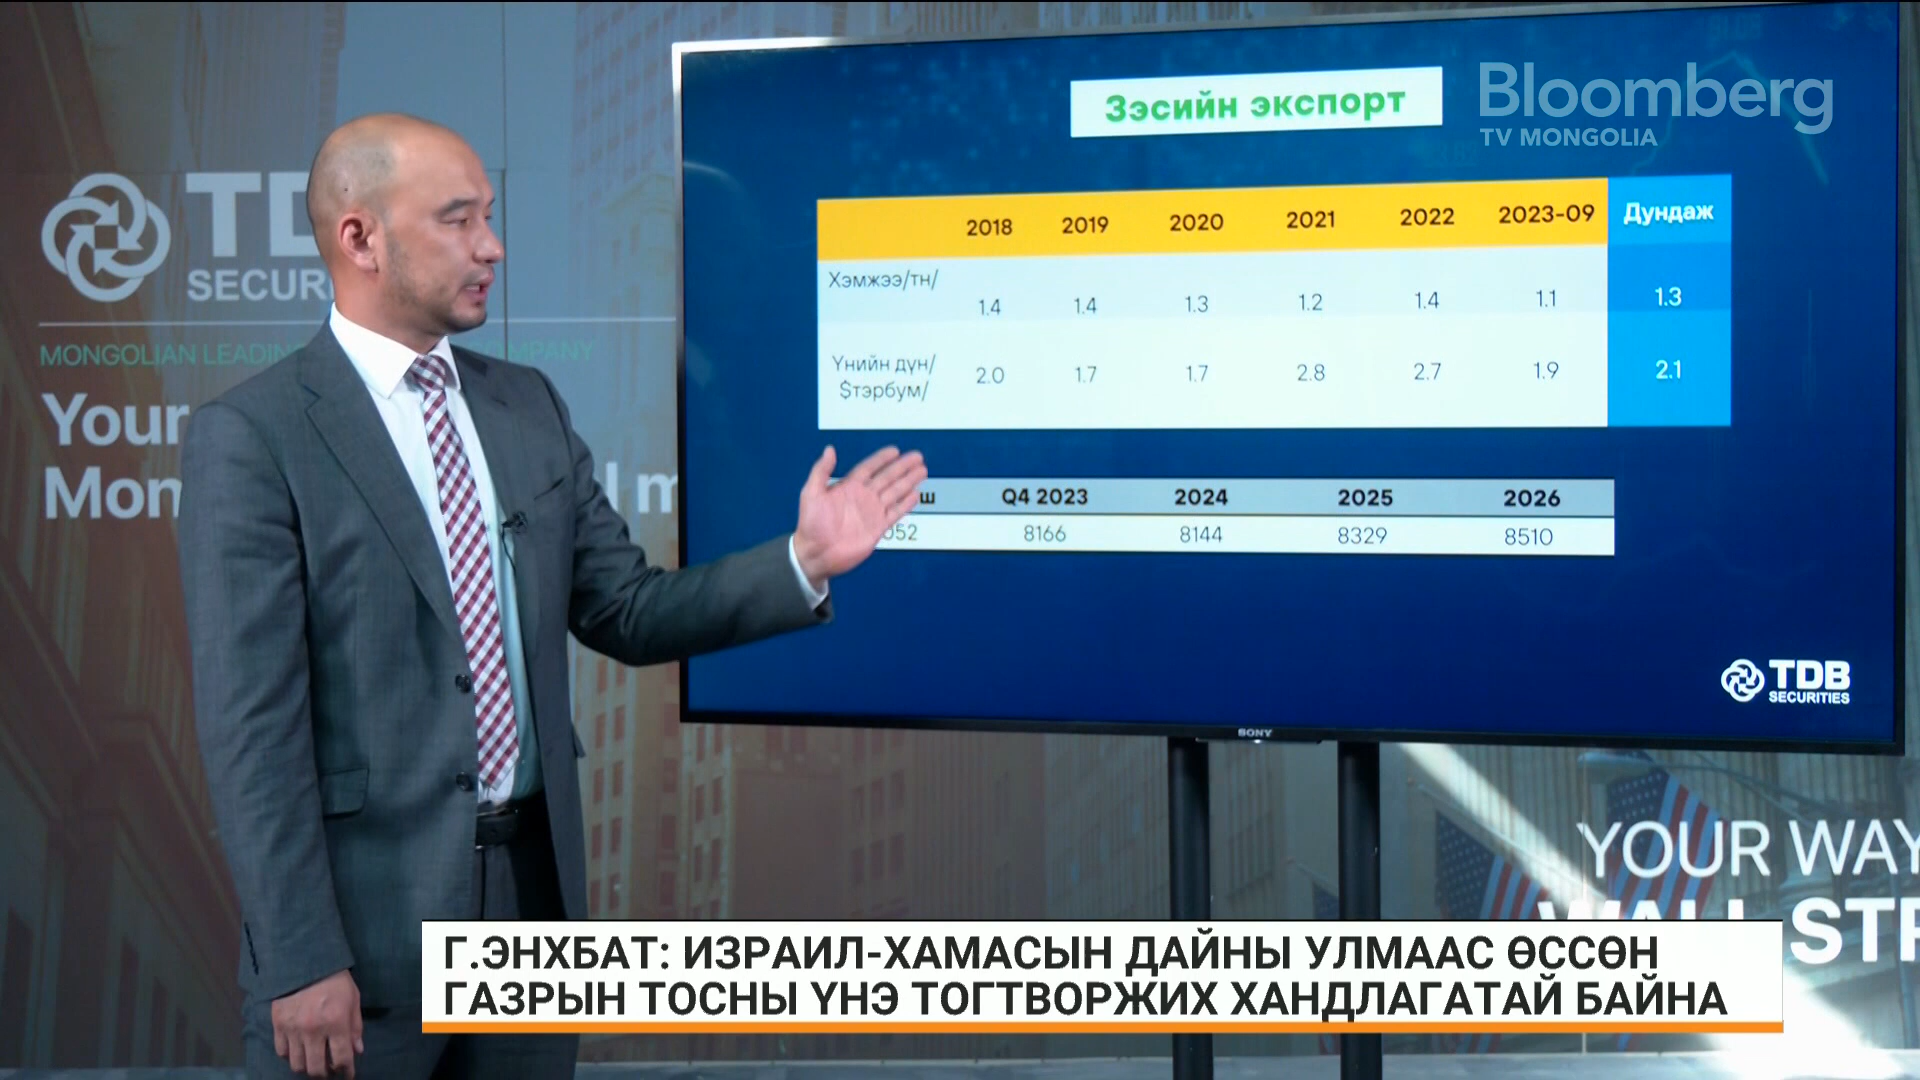 Bloomberg
TV MONGOLIA
Зэсийн экспорт
2018 2019 2020 2021 2022 2023-09 Дундаж
Хэмжээ/тн/ 1.4 1.4 1.3 1.2 1.4 1.1 1.3
Үнийн дүн/
$тэрбум/ 2.0 1.7 1.7 2.8 2.7 1.9 2.1
Q4 2023 2024 2025 2026
8166 8144 8329 8510
TDB
SECURITIES
SONY
MONGOLIAN
Your
YOUR WAY
Г.ЭНХБАТ: ИЗРАИЛ-ХАМАСЫН ДАЙНЫ УЛМААС ӨССӨН
ГАЗРЫН ТОСНЫ ҮНЭ ТОГТВОРЖИХ ХАНДЛАГАТАЙ БАЙНА